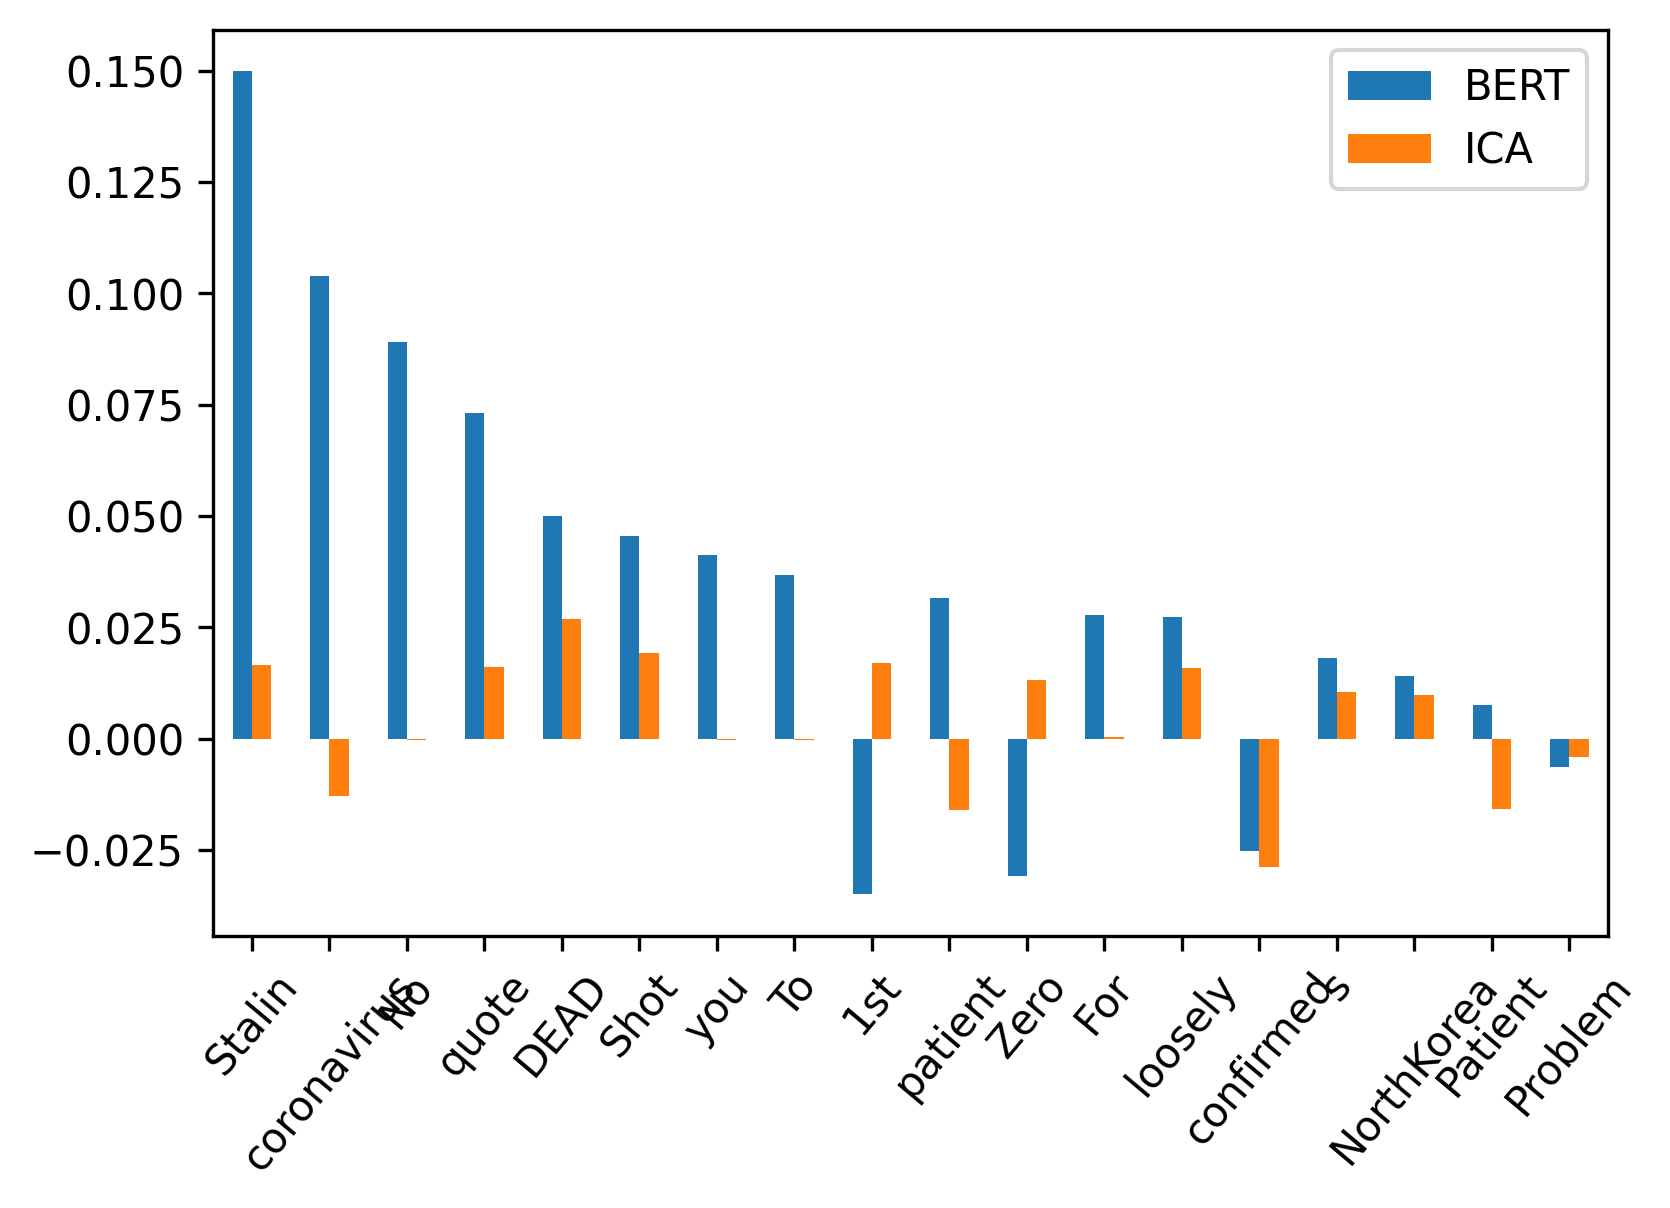 0.150
0.125
0.100
0.075
0.050
0.025
0.000
−0.025
BERT
ICA
Stalin
coronavirus
No
quote
DEAD
Shot
you
To
1st
patient
Zero
For
loosely
confirmed
s
NorthKorea
Patient
Problem